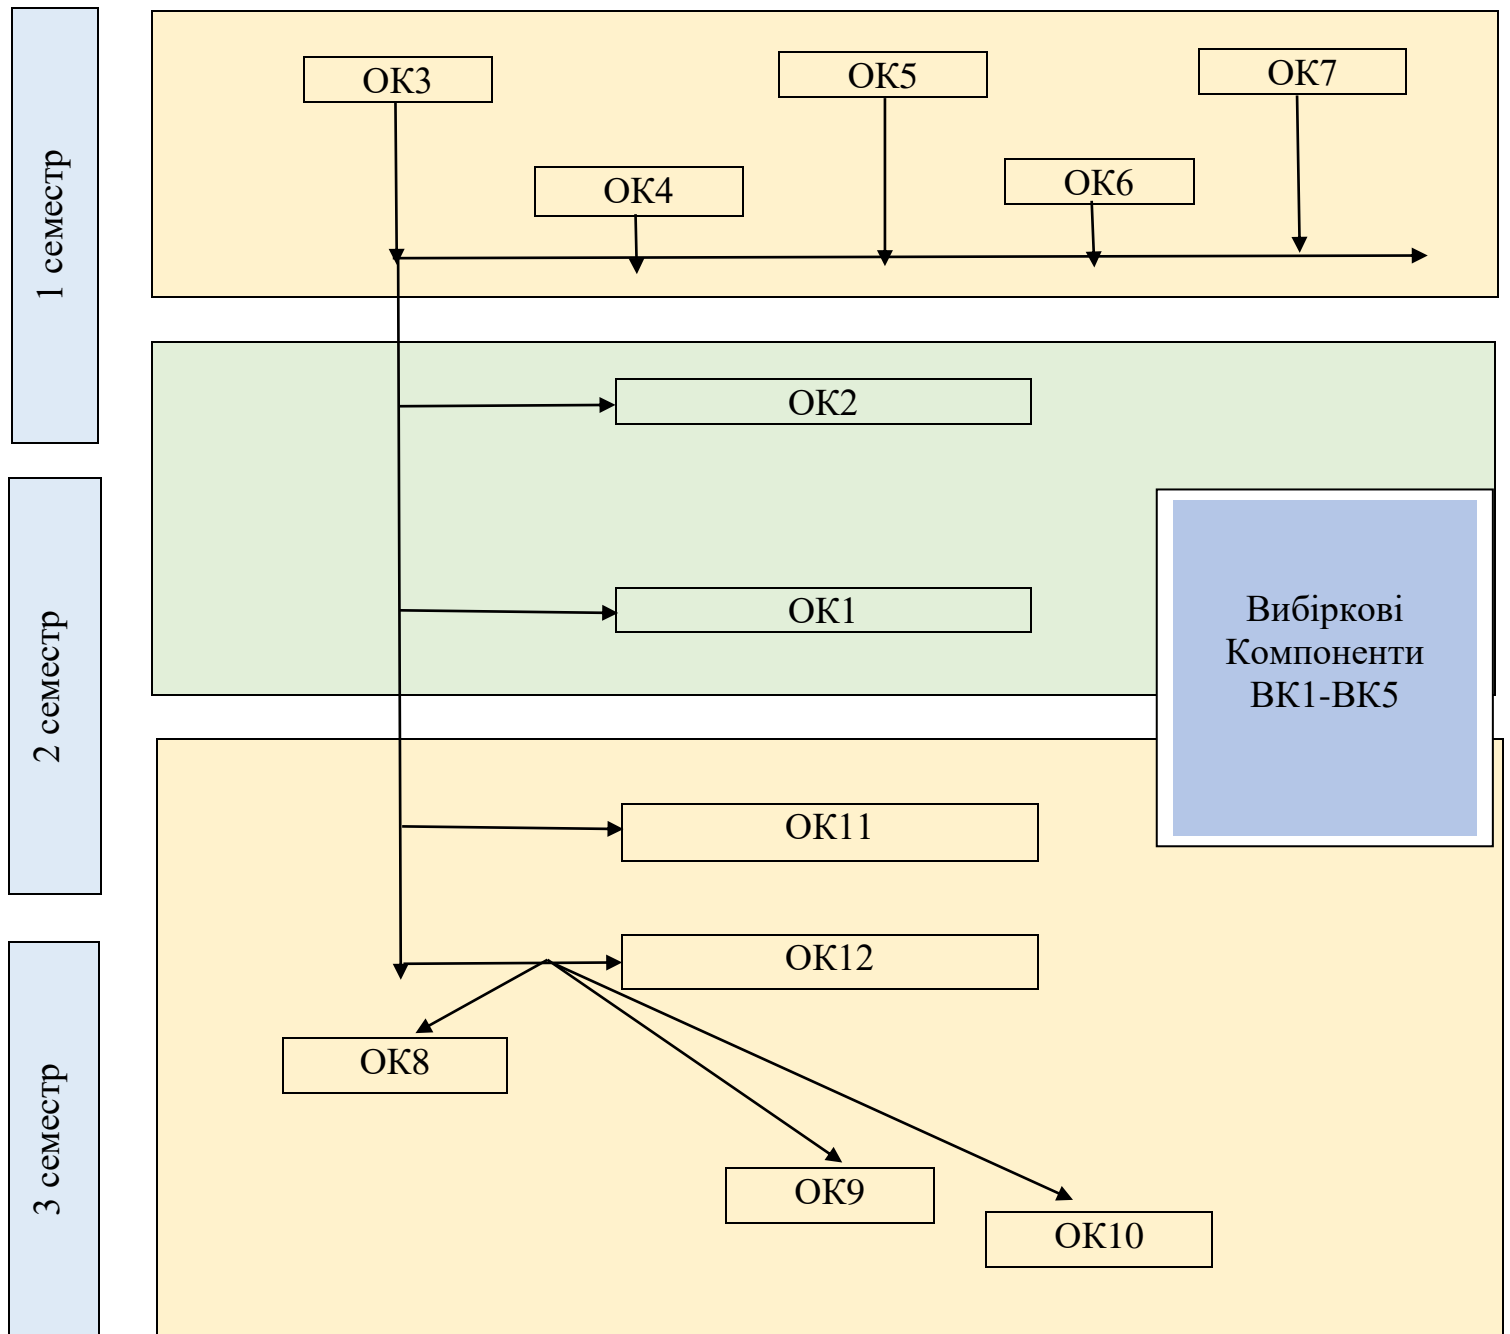 1 семестр
ОК3
ОК5
ОК7
ОК4
ОК6
ОК2
2 семестр
ОК1
Вибіркові
Компоненти
ВК1-ВК5
ОК11
ОК12
3 семестр
ОК8
ОК9
ОК10